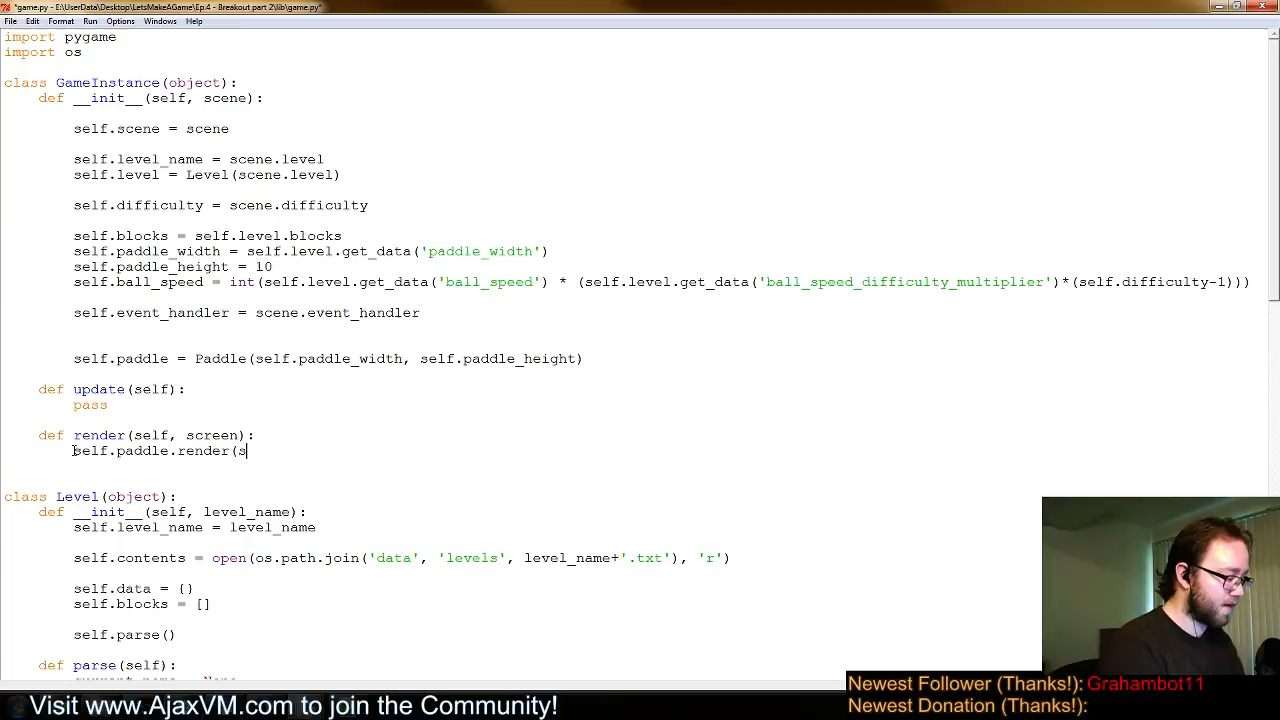 *game.py - E:\UserData\Desktop\LetsMakeAGame\Ep.4 - Breakout part 2\lib\game.py*
File Edit Format Run Options Windows Help
import pygame
import os
class GameInstance(object):
def __init__(self, scene):
self.scene = scene
self.level_name = scene.level
self.level = Level(scene.level)
self.difficulty = scene.difficulty
self.blocks = self.level.blocks
self.paddle_width = self.level.get_data('paddle_width')
self.paddle_height = 10
self.ball_speed = int(self.level.get_data('ball_speed') * (self.level.get_data('ball_speed_difficulty_multiplier')*(self.difficulty-1)))
self.event_handler = scene.event_handler
self.paddle = Paddle(self.paddle_width, self.paddle_height)
def update(self):
pass
def render(self, screen):
self.paddle.render(s
class Level(object):
def __init__(self, level_name):
self.level_name = level_name
self.contents = open(os.path.join('data', 'levels', level_name+'.txt'), 'r')
self.data = {}
self.blocks = []
self.parse()
def parse(self):
Newest Follower (Thanks!): Grahambot11
Newest Donation (Thanks!):
Visit www.AjaxVM.com to join the Community!